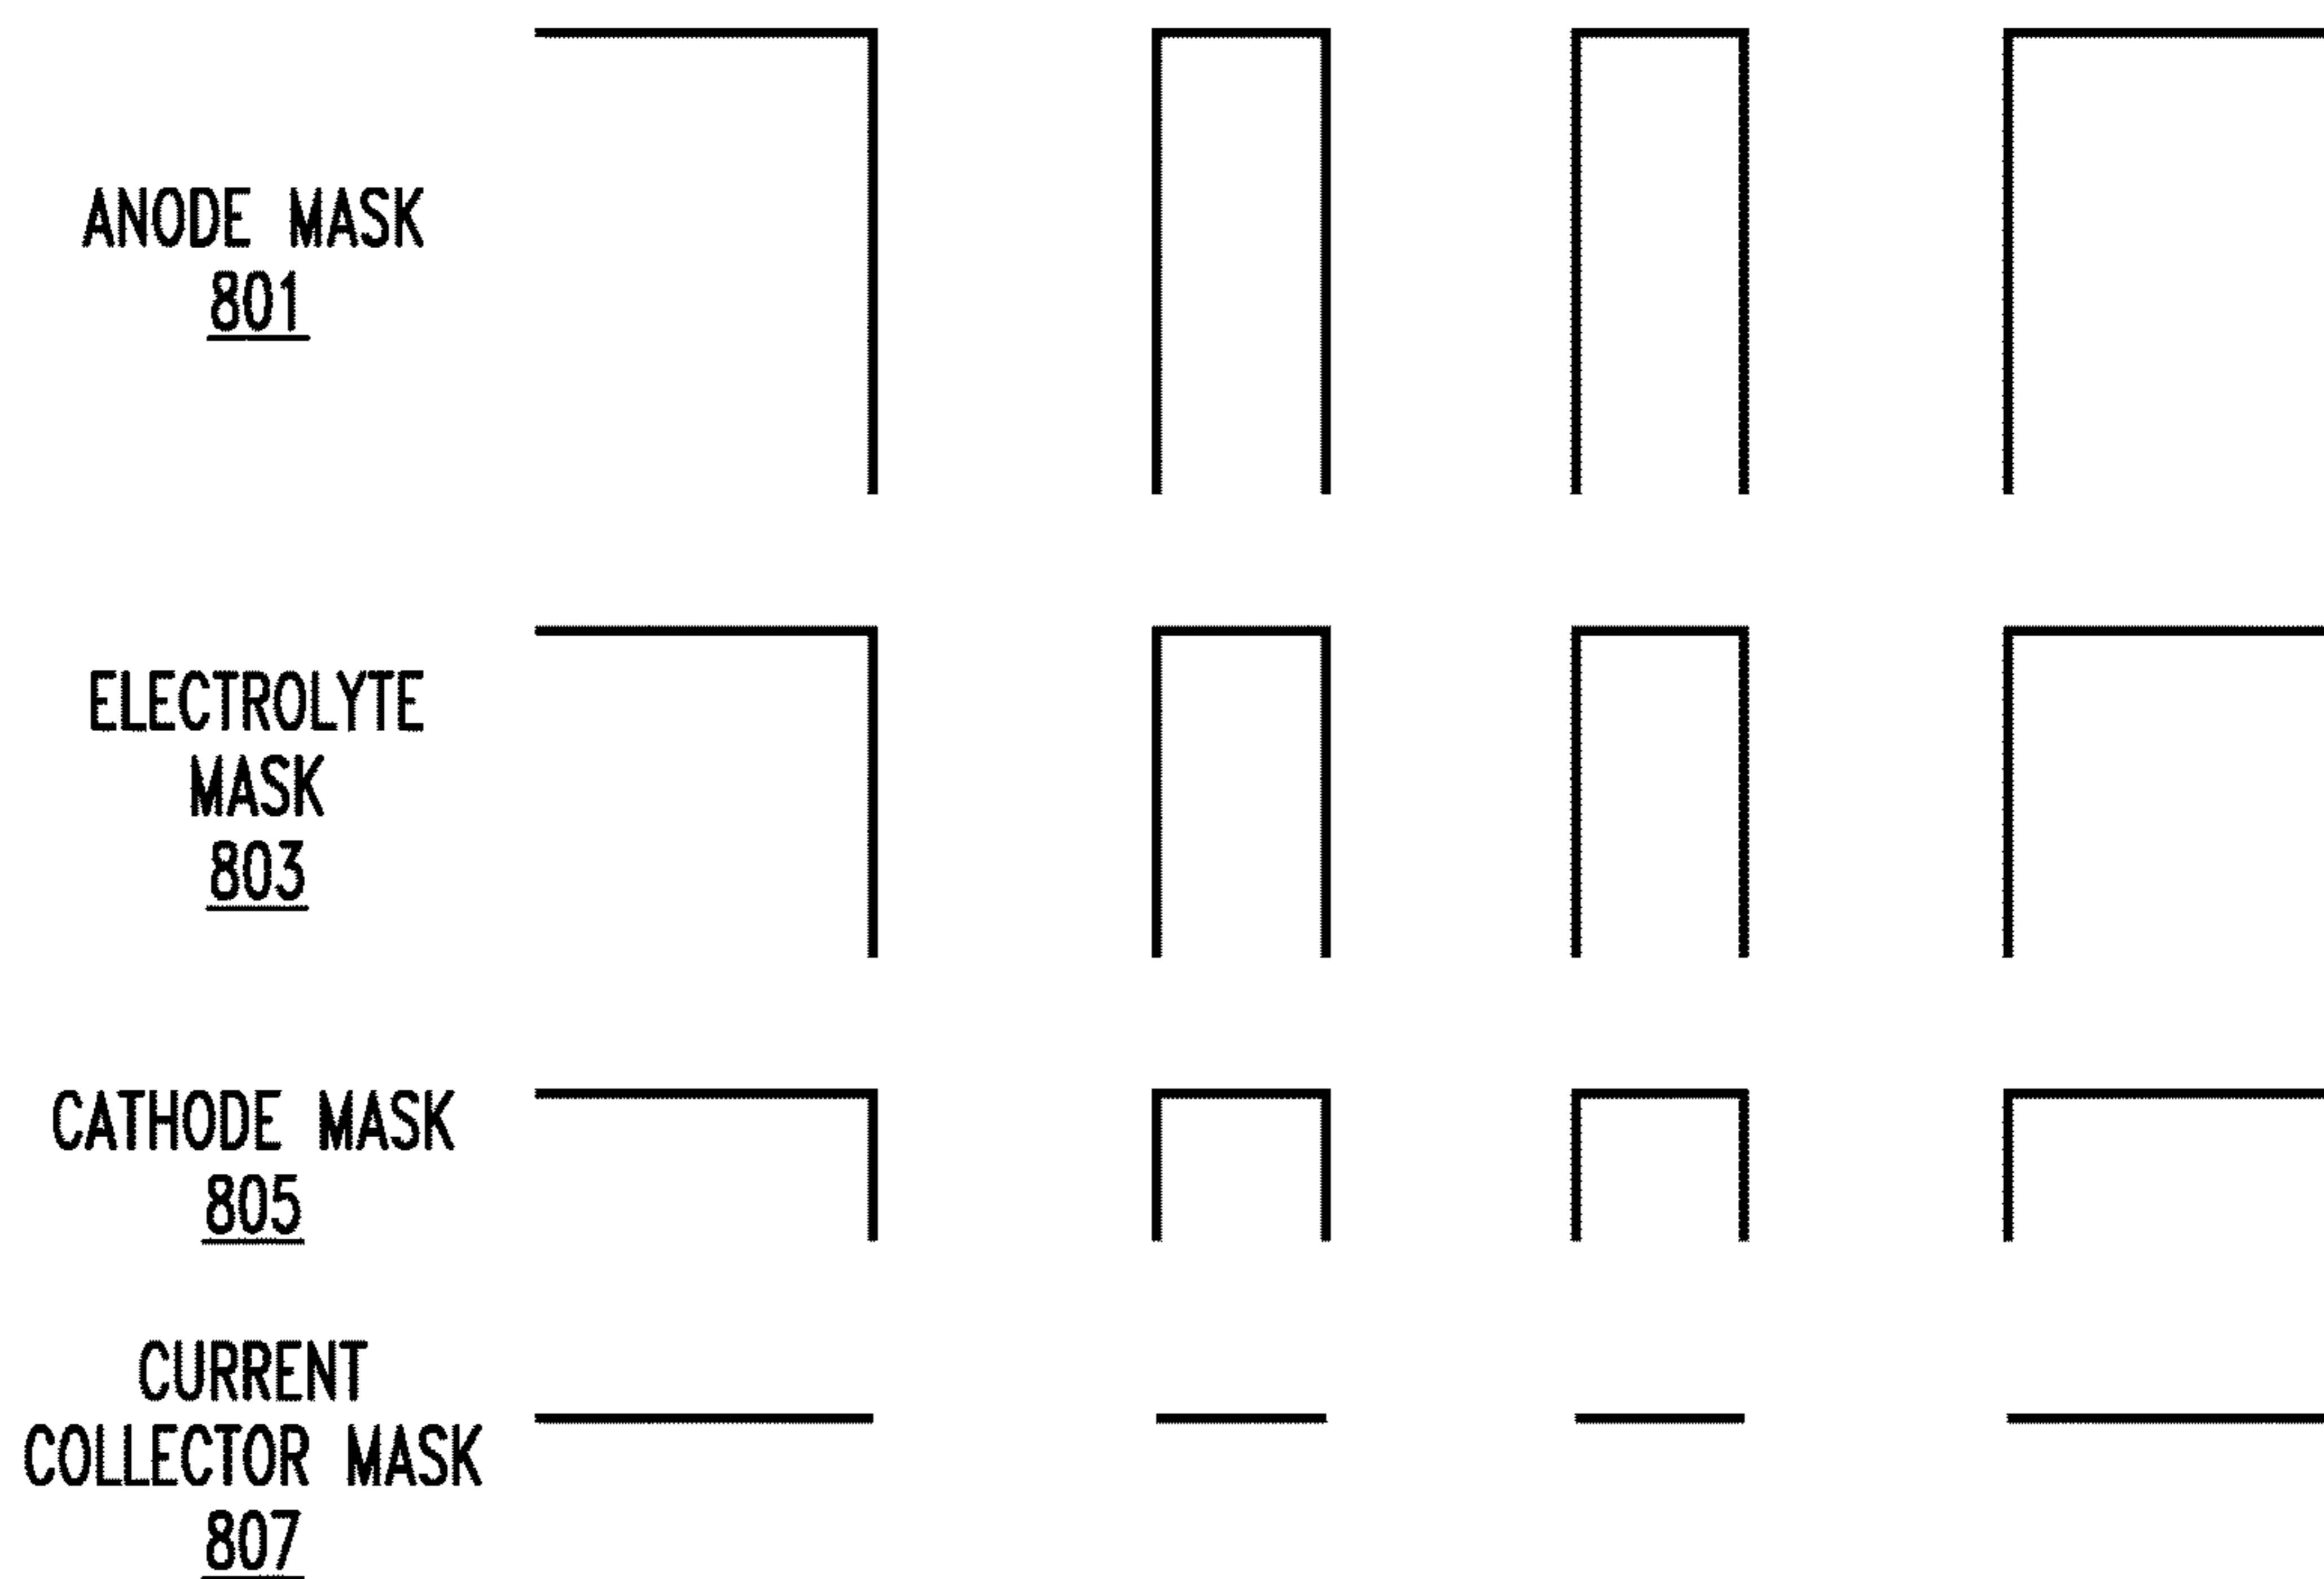 ANODE MASK
801
ELECTROLYTE
MASK
803
CATHODE MASK
805
CURRENT
COLLECTOR MASK
807